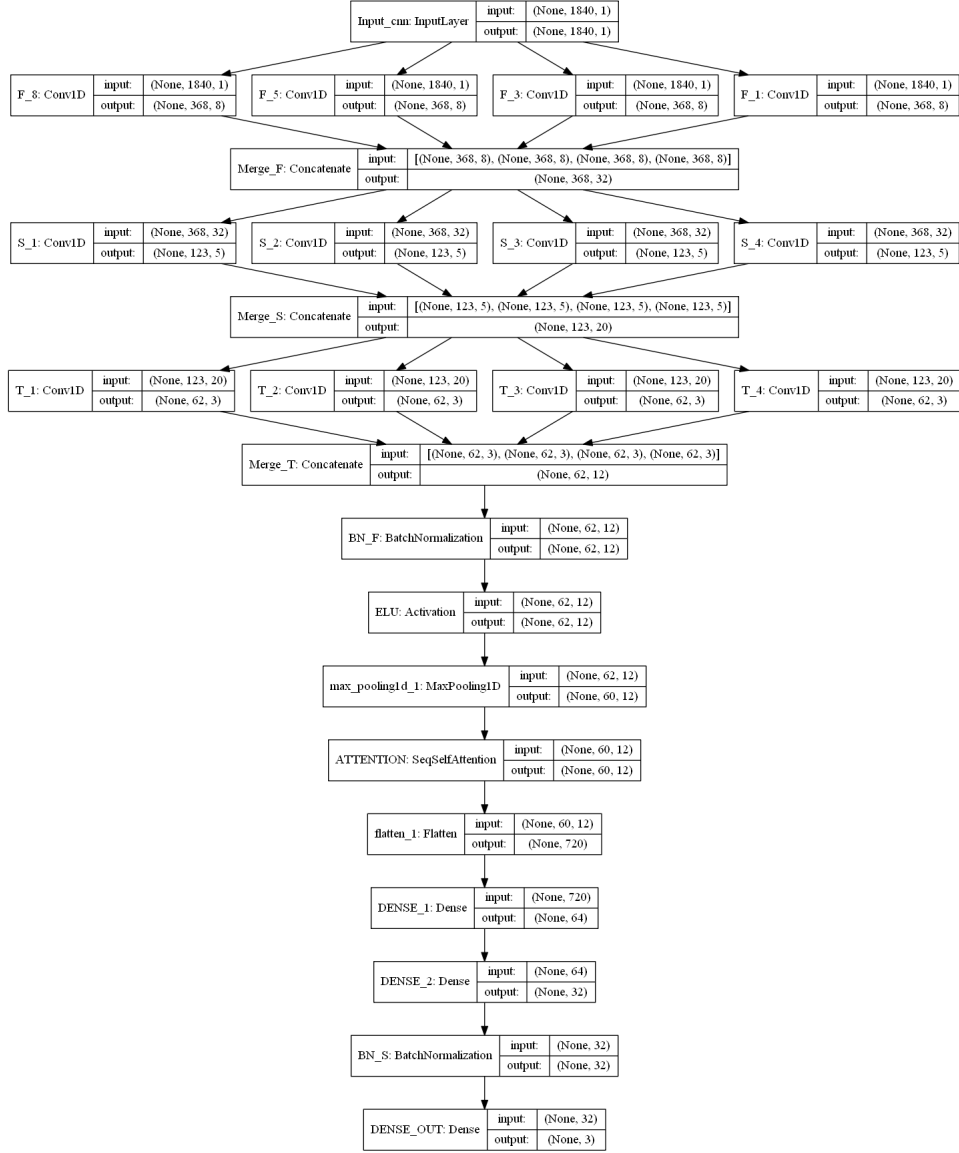 Input_cnn: InputLayer input: (None, 1840, 1)
output: (None, 1840, 1)
F_8: Conv1D input: (None, 1840, 1)
output: (None, 368, 8)
F_5: Conv1D input: (None, 1840, 1)
output: (None, 368, 8)
F_3: Conv1D input: (None, 1840, 1)
output: (None, 368, 8)
F_1: Conv1D input: (None, 1840, 1)
output: (None, 368, 8)
Merge_F: Concatenate input: [(None, 368, 8), (None, 368, 8), (None, 368, 8), (None, 368, 8)]
output: (None, 368, 32)
S_1: Conv1D input: (None, 368, 32)
output: (None, 123, 5)
S_2: Conv1D input: (None, 368, 32)
output: (None, 123, 5)
S_3: Conv1D input: (None, 368, 32)
output: (None, 123, 5)
S_4: Conv1D input: (None, 368, 32)
output: (None, 123, 5)
Merge_S: Concatenate input: [(None, 123, 5), (None, 123, 5), (None, 123, 5), (None, 123, 5)]
output: (None, 123, 20)
T_1: Conv1D input: (None, 123, 20)
output: (None, 62, 3)
T_2: Conv1D input: (None, 123, 20)
output: (None, 62, 3)
T_3: Conv1D input: (None, 123, 20)
output: (None, 62, 3)
T_4: Conv1D input: (None, 123, 20)
output: (None, 62, 3)
Merge_T: Concatenate input: [(None, 62, 3), (None, 62, 3), (None, 62, 3), (None, 62, 3)]
output: (None, 62, 12)
BN_F: BatchNormalization input: (None, 62, 12)
output: (None, 62, 12)
ELU: Activation input: (None, 62, 12)
output: (None, 62, 12)
max_pooling1d_1: MaxPooling1D input: (None, 62, 12)
output: (None, 60, 12)
ATTENTION: SeqSelfAttention input: (None, 60, 12)
output: (None, 60, 12)
flatten_1: Flatten input: (None, 60, 12)
output: (None, 720)
DENSE_1: Dense input: (None, 720)
output: (None, 64)
DENSE_2: Dense input: (None, 64)
output: (None, 32)
BN_S: BatchNormalization input: (None, 32)
output: (None, 32)
DENSE_OUT: Dense input: (None, 32)
output: (None, 3)